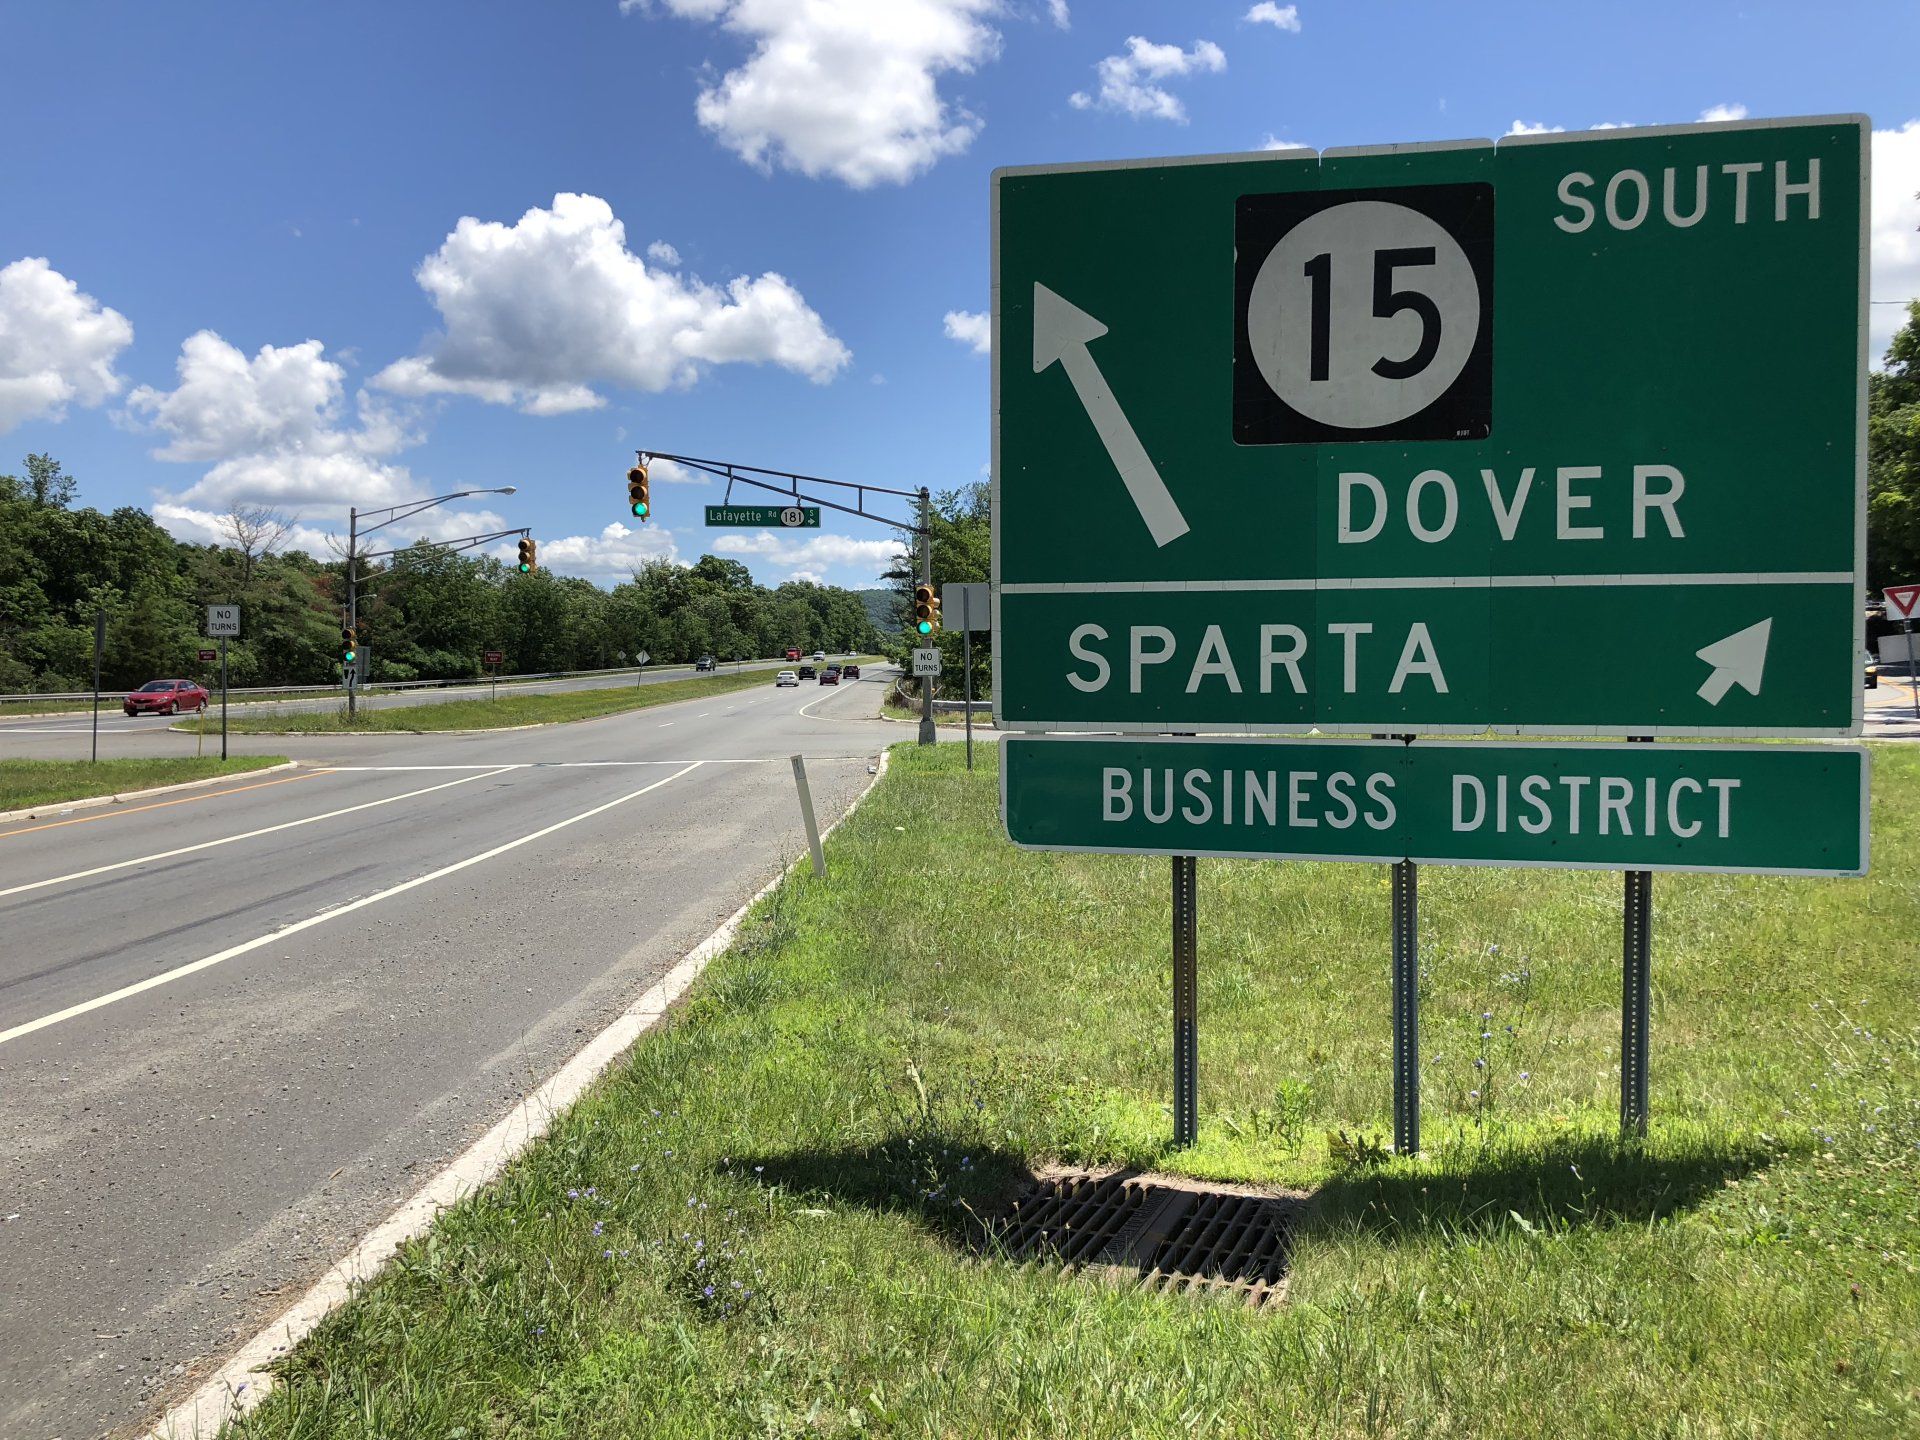 SOUTH
15
DOVER
SPARTA
BUSINESS DISTRICT
Lafayette Rd 181 S
NO
TURNS
NO
TURNS